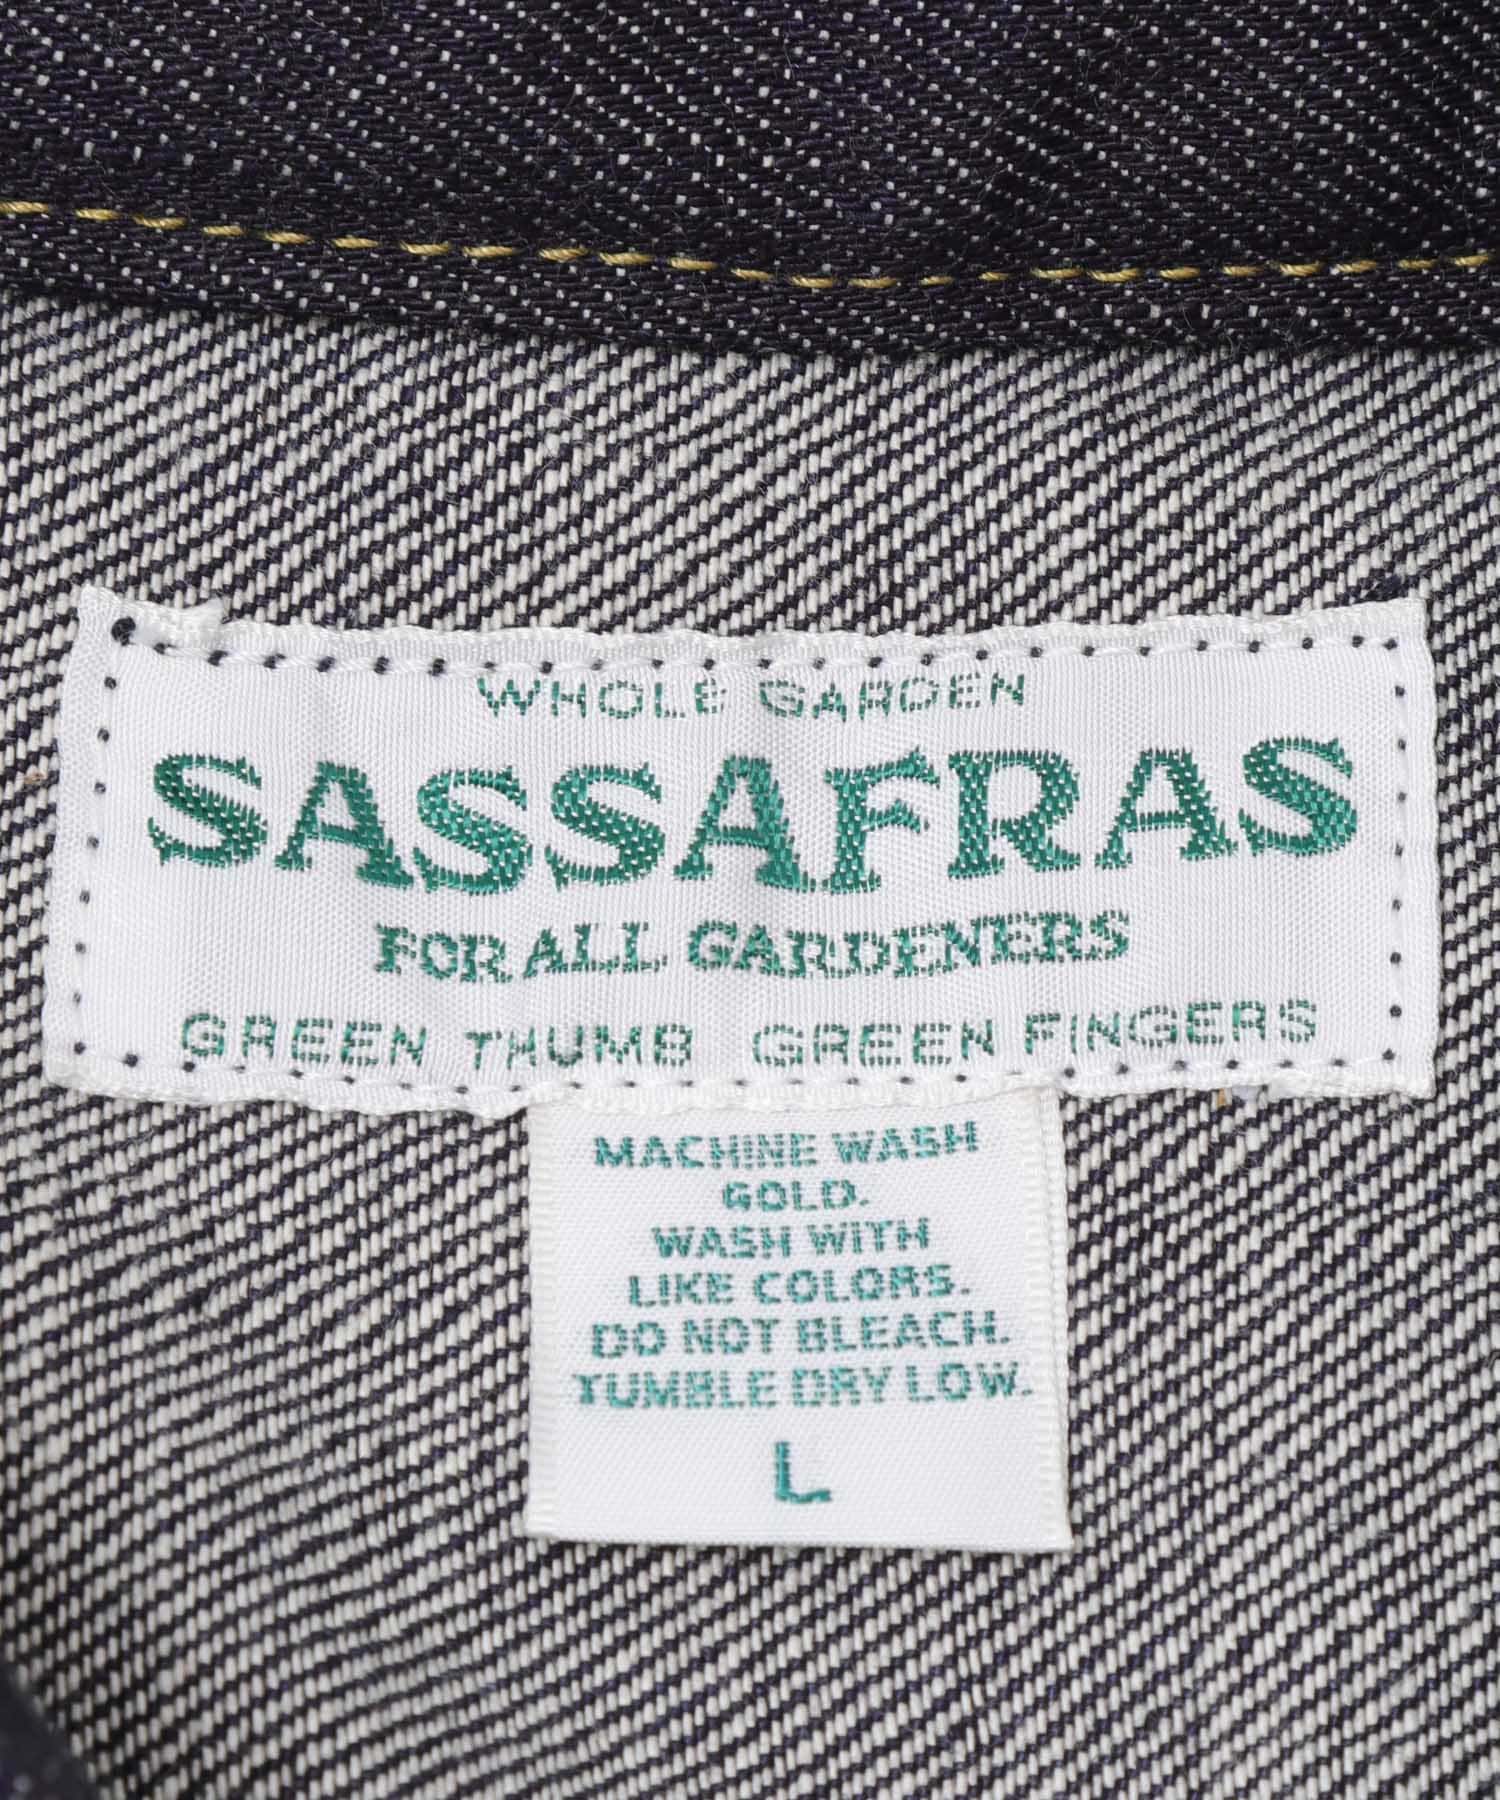 WHOLE GARDEN
SASSAFRAS
FOR ALL GARDENERS
GREEN THUMB GREEN FINGERS
MACHINE WASH
GOLD.
WASH WITH
LIKE COLORS.
DO NOT BLEACH.
TUMBLE DRY LOW.
L